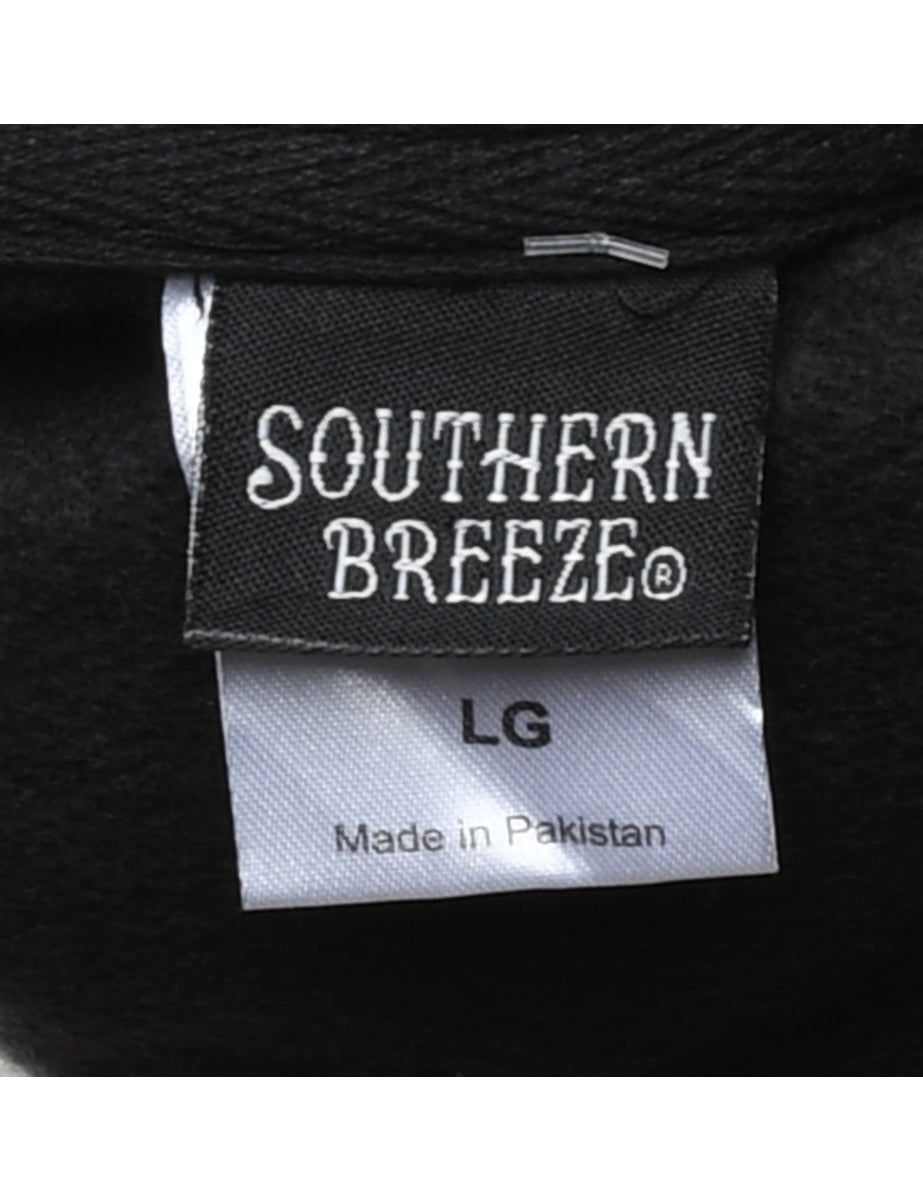 SOUTHERN
BREEZE®
LG
Made in Pakistan